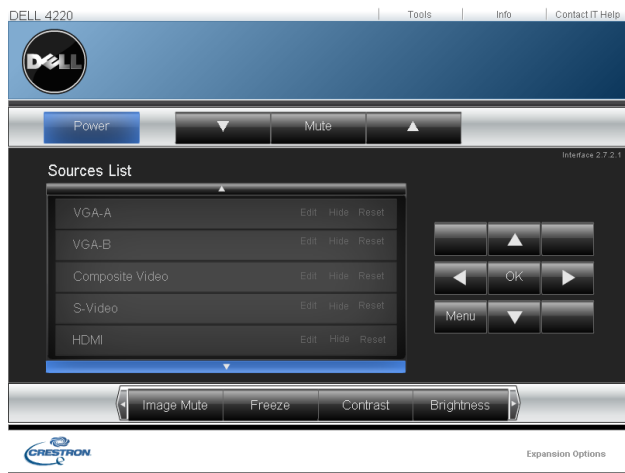 DELL 4220
Tools
Info
Contact IT Help
DELL
Power
Mute
Interface 2.7.2.1
Sources List
VGA-A Edit Hide Reset
VGA-B Edit Hide Reset
Composite Video Edit Hide Reset
S-Video Edit Hide Reset
HDMI Edit Hide Reset
OK
Menu
Image Mute
Freeze
Contrast
Brightness
CRESTRON
Expansion Options